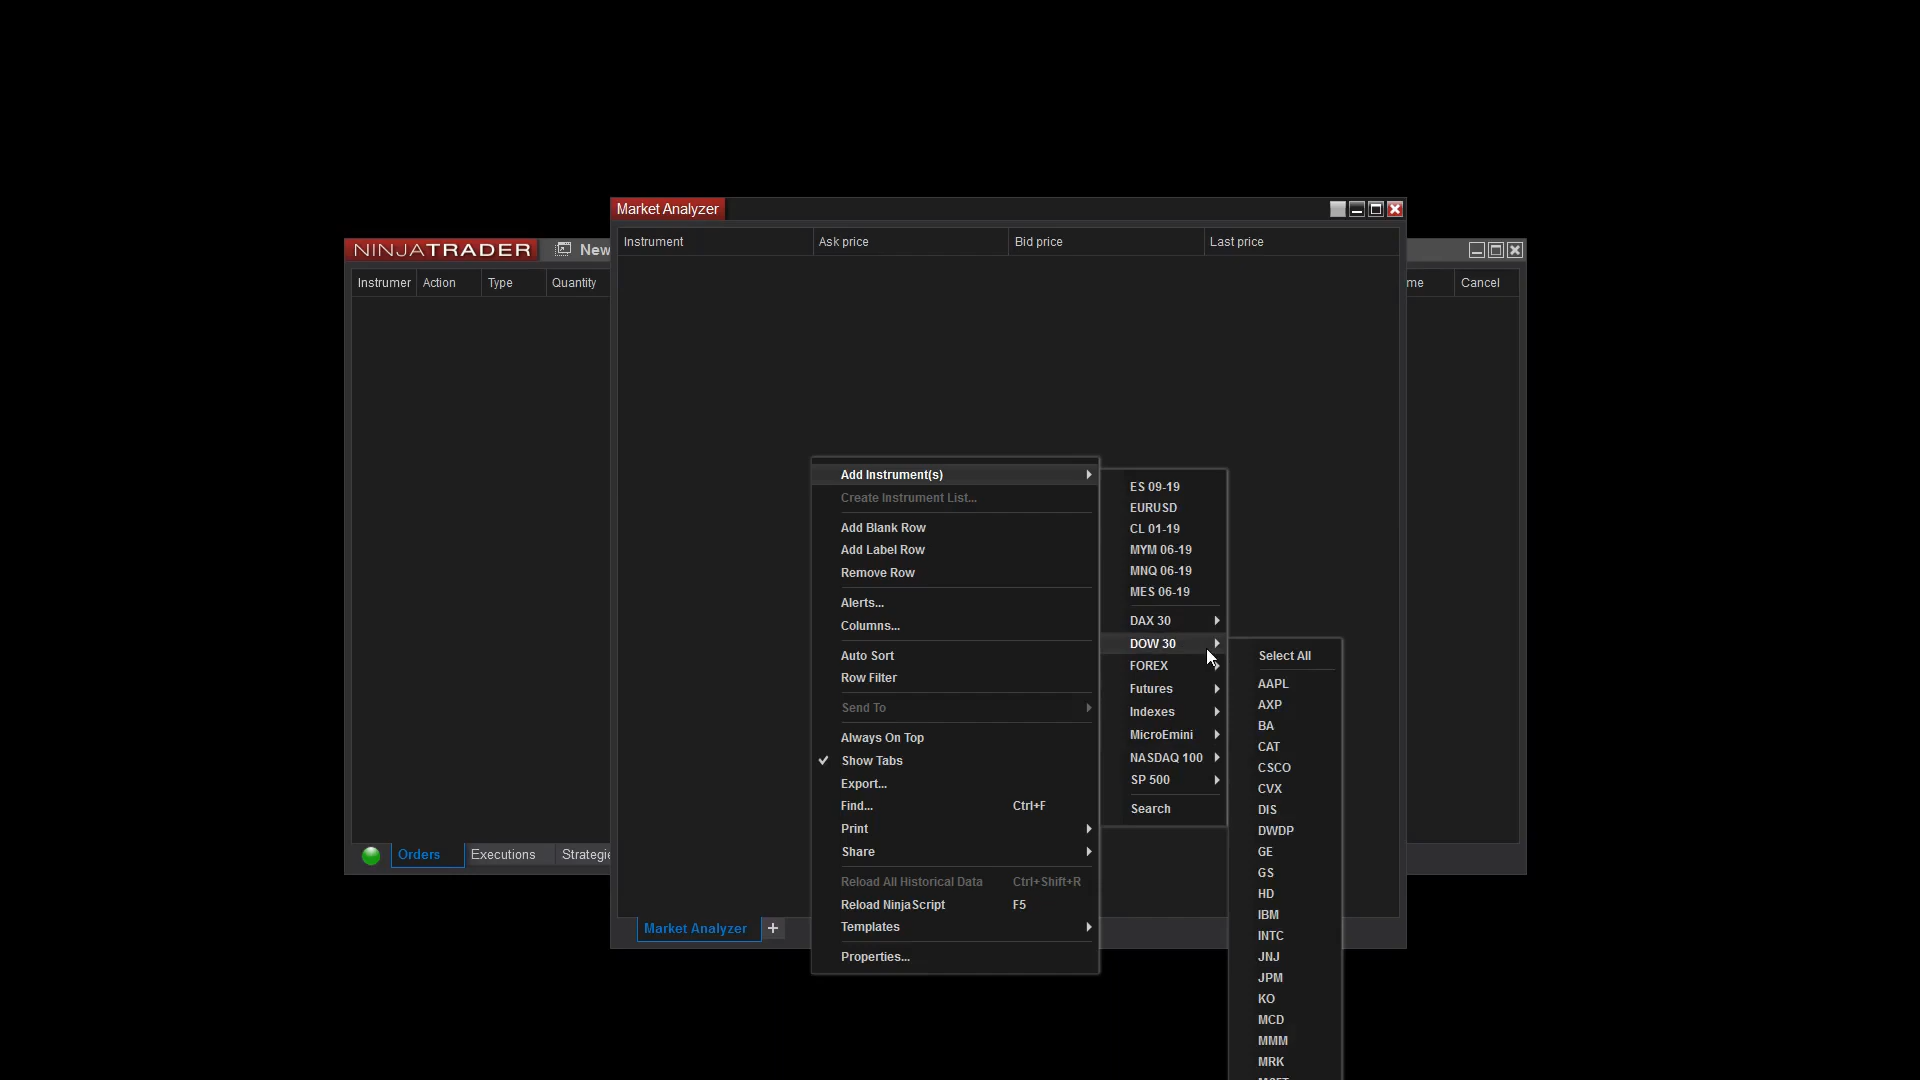 Market Analyzer
Instrument Ask price Bid price Last price
NINJATRADER New
Instrumer Action Type Quantity me Cancel
Add Instrument(s)
Create Instrument List...
Add Blank Row
Add Label Row
Remove Row
Alerts...
Columns...
Auto Sort
Row Filter
Send To
Always On Top
Show Tabs
Export...
Find... Ctrl+F
Print
Share
Reload All Historical Data Ctrl+Shift+R
Reload NinjaScript F5
Templates
Properties...
ES 09-19
EURUSD
CL 01-19
MYM 06-19
MNQ 06-19
MES 06-19
DAX 30
DOW 30
FOREX
Futures
Indexes
MicroEmini
NASDAQ 100
SP 500
Search
Select All
AAPL
AXP
BA
CAT
CSCO
CVX
DIS
DWDP
GE
GS
HD
IBM
INTC
JNJ
JPM
KO
MCD
MMM
MRK
Orders Executions Strategie
Market Analyzer +